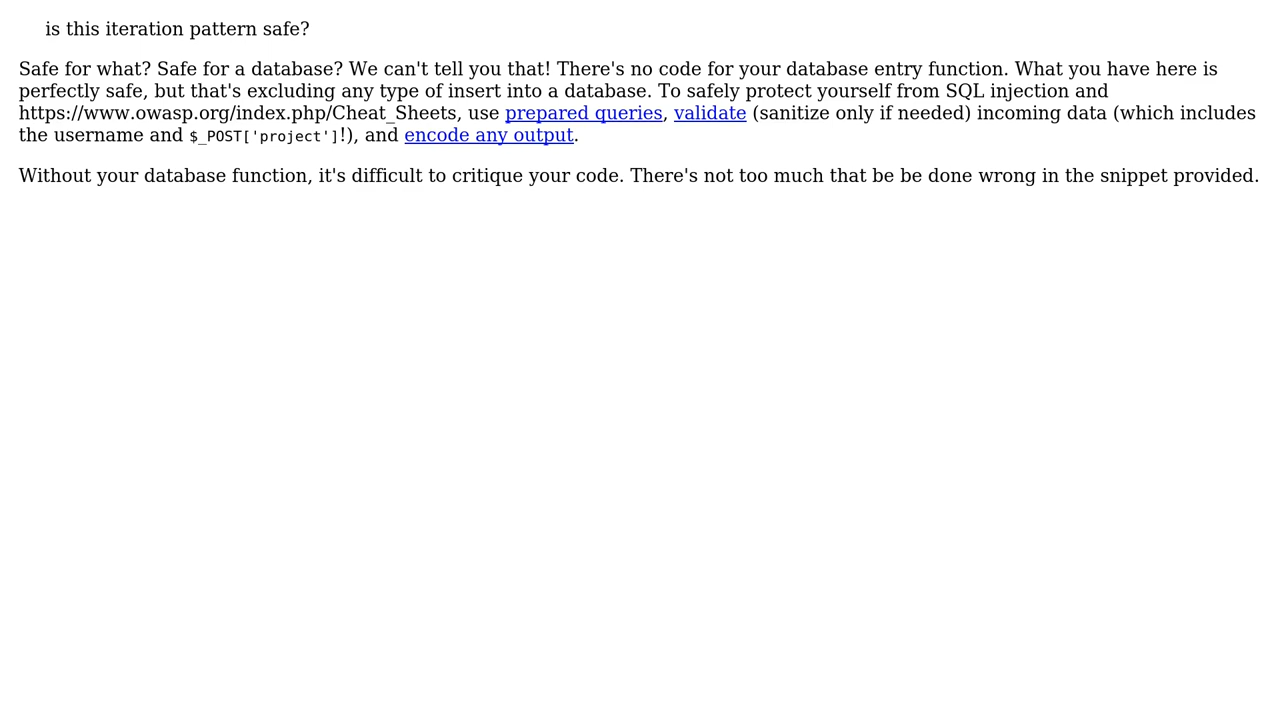 is this iteration pattern safe?
Safe for what? Safe for a database? We can't tell you that! There's no code for your database entry function. What you have here is
perfectly safe, but that's excluding any type of insert into a database. To safely protect yourself from SQL injection and
https://www.owasp.org/index.php/Cheat_Sheets, use prepared queries, validate (sanitize only if needed) incoming data (which includes
the username and $_POST['project']!), and encode any output.
Without your database function, it's difficult to critique your code. There's not too much that be be done wrong in the snippet provided.